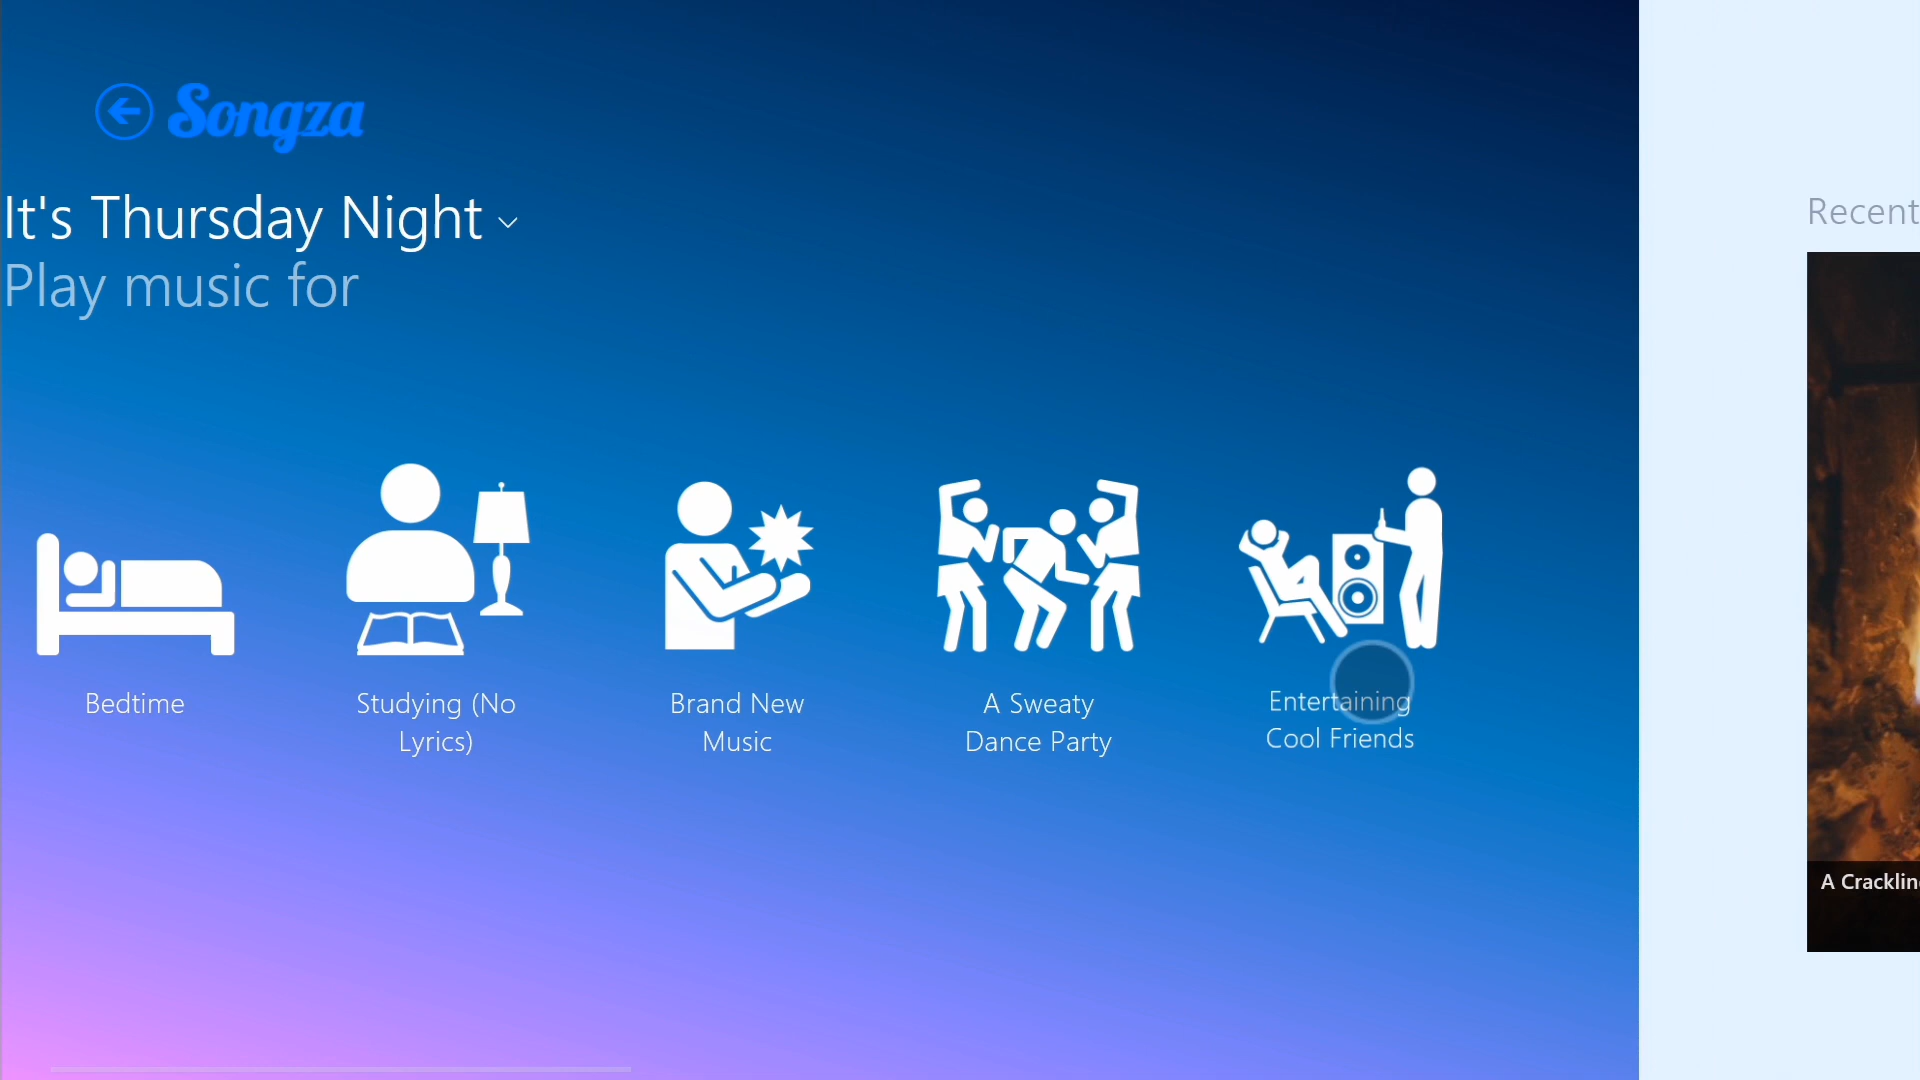 Songza
It's Thursday Night
Play music for
Bedtime
Studying (No
Lyrics)
Brand New
Music
A Sweaty
Dance Party
Entertaining
Cool Friends
Recent
A Crackling